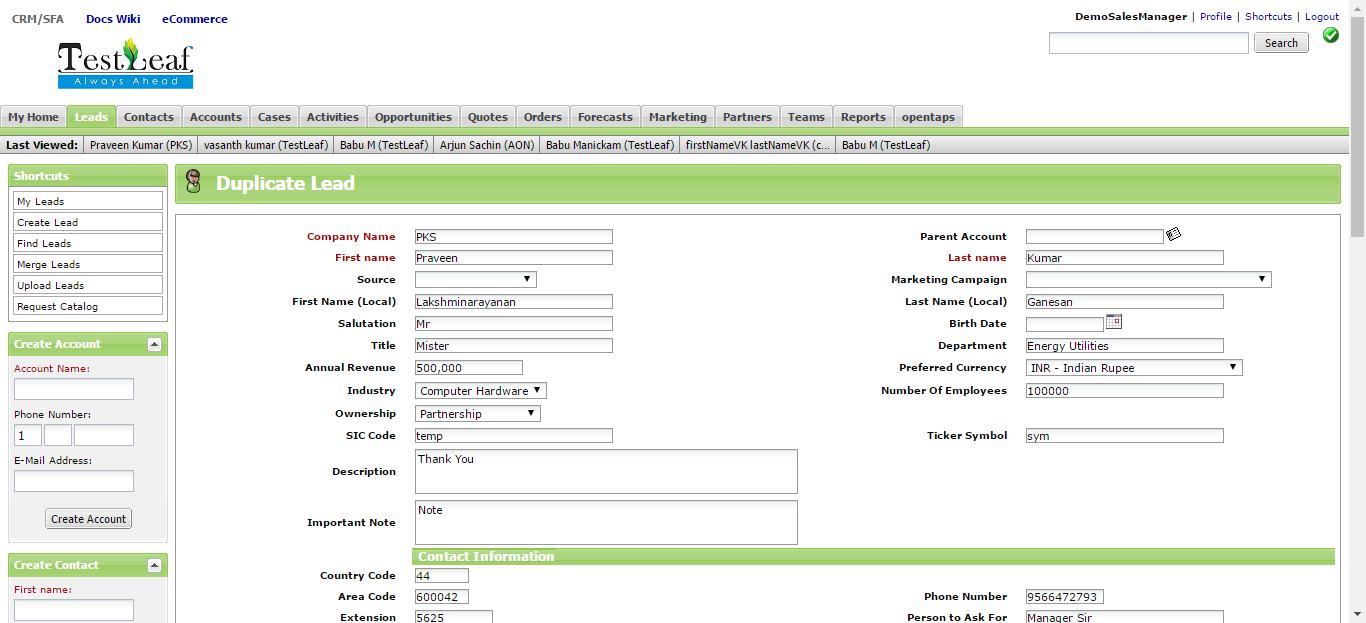 CRM/SFA Docs Wiki eCommerce
DemoSalesManager | Profile | Shortcuts | Logout
Search
TestLeaf
Always Ahead
My Home Leads Contacts Accounts Cases Activities Opportunities Quotes Orders Forecasts Marketing Partners Teams Reports opentaps
Last Viewed: Praveen Kumar (PKS) vasanth kumar (TestLeaf) Babu M (TestLeaf) Arjun Sachin (AON) Babu Manickam (TestLeaf) firstNameVK lastNameVK (c... Babu M (TestLeaf)
Shortcuts
My Leads
Create Lead
Find Leads
Merge Leads
Upload Leads
Request Catalog
Create Account
Account Name:
Phone Number:
1
E-Mail Address:
Create Account
Create Contact
First name:
Duplicate Lead
Company Name PKS Parent Account
First name Praveen Last name Kumar
Source Marketing Campaign
First Name (Local) Lakshminarayanan Last Name (Local) Ganesan
Salutation Mr Birth Date
Title Mister Department Energy Utilities
Annual Revenue 500,000 Preferred Currency INR - Indian Rupee
Industry Computer Hardware Number Of Employees 100000
Ownership Partnership
SIC Code temp Ticker Symbol sym
Description Thank You
Important Note Note
Contact Information
Country Code 44
Area Code 600042 Phone Number 9566472793
Extension 5625 Person to Ask For Manager Sir